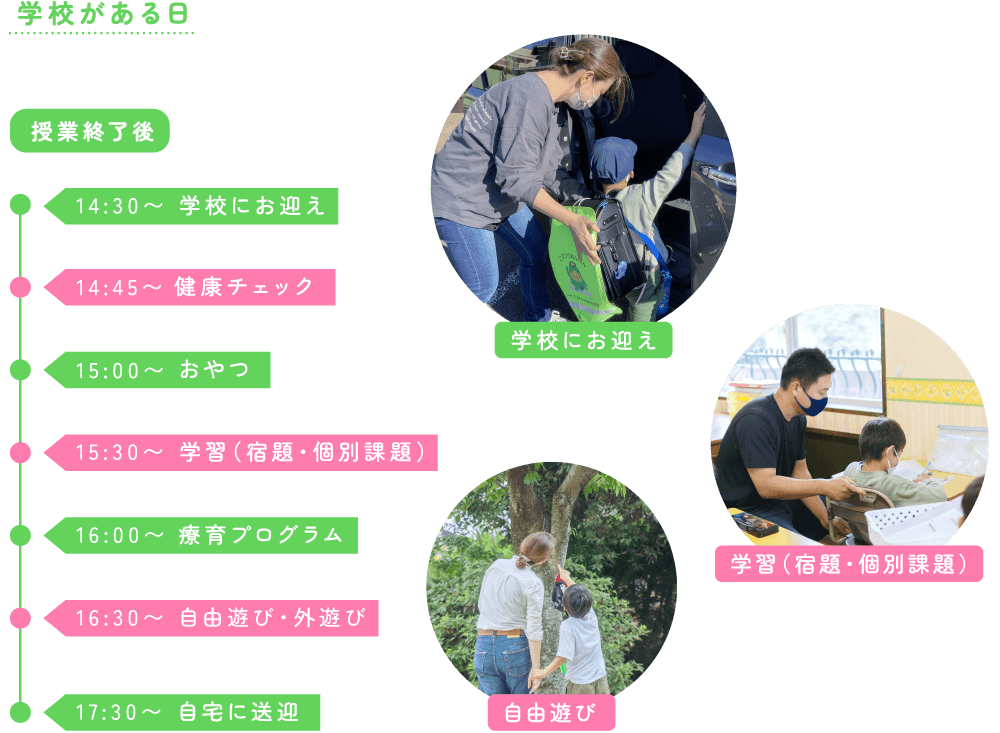 学校がある日
授業終了後
14:30〜 学校にお迎え
14:45〜 健康チェック
15:00〜 おやつ
15:30〜 学習(宿題・個別課題)
16:00〜 療育プログラム
16:30〜 自由遊び・外遊び
17:30〜 自宅に送迎
学校にお迎え
学習(宿題・個別課題)
自由遊び